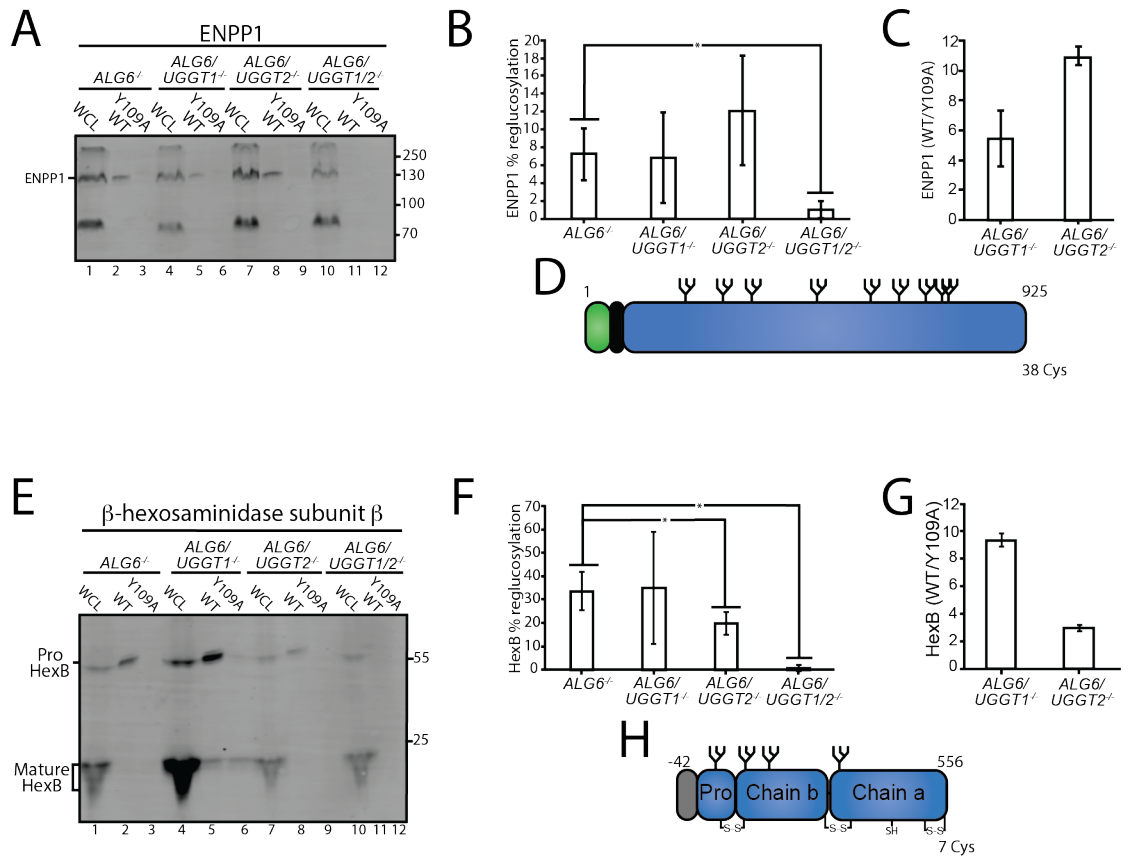 A
ENPP1
ALG6-/-
ALG6/
UGGT1-/-
ALG6/
UGGT2-/-
ALG6/
UGGT1/2-/-
WCL WT Y109A WCL WT Y109A WCL WT Y109A WCL WT Y109A
ENPP1
250
130
100
70
1 2 3 4 5 6 7 8 9 10 11 12
B
ENPP1 % reglucosylation
20
18
16
14
12
10
8
6
4
2
0
*
ALG6-/-
ALG6/
UGGT1-/-
ALG6/
UGGT2-/-
ALG6/
UGGT1/2-/-
C
ENPP1 (WT/Y109A)
12
10
8
6
4
2
0
ALG6/
UGGT1-/-
ALG6/
UGGT2-/-
D
1
925
38 Cys
E
β-hexosaminidase subunit β
ALG6-/-
ALG6/
UGGT1-/-
ALG6/
UGGT2-/-
ALG6/
UGGT1/2-/-
WCL WT Y109A WCL WT Y109A WCL WT Y109A WCL WT Y109A
Pro
HexB
55
25
Mature
HexB
1 2 3 4 5 6 7 8 9 10 11 12
F
HexB % reglucosylation
70
60
50
40
30
20
10
0
*
*
ALG6-/-
ALG6/
UGGT1-/-
ALG6/
UGGT2-/-
ALG6/
UGGT1/2-/-
G
HexB (WT/Y109A)
12
10
8
6
4
2
0
ALG6/
UGGT1-/-
ALG6/
UGGT2-/-
H
-42
556
Pro
Chain b
Chain a
S-S
S-S
SH
S-S
7 Cys